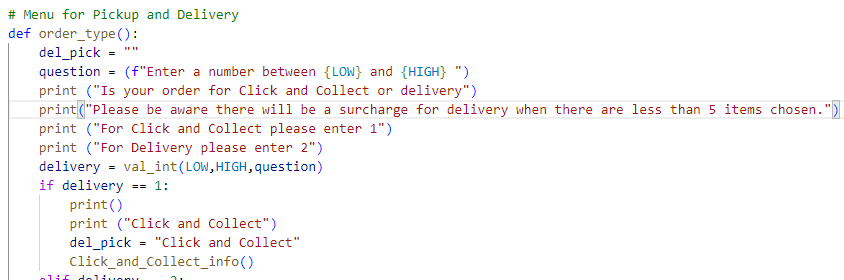 # Menu for Pickup and Delivery
def order_type():
    del_pick = ""
    question = (f"Enter a number between {LOW} and {HIGH} ")
    print ("Is your order for Click and Collect or delivery")
    print("Please be aware there will be a surcharge for delivery when there are less than 5 items chosen.")
    print ("For Click and Collect please enter 1")
    print ("For Delivery please enter 2")
    delivery = val_int(LOW,HIGH,question)
    if delivery == 1:
        print()
        print ("Click and Collect")
        del_pick = "Click and Collect"
        Click_and_Collect_info()
    elif delivery == 2: